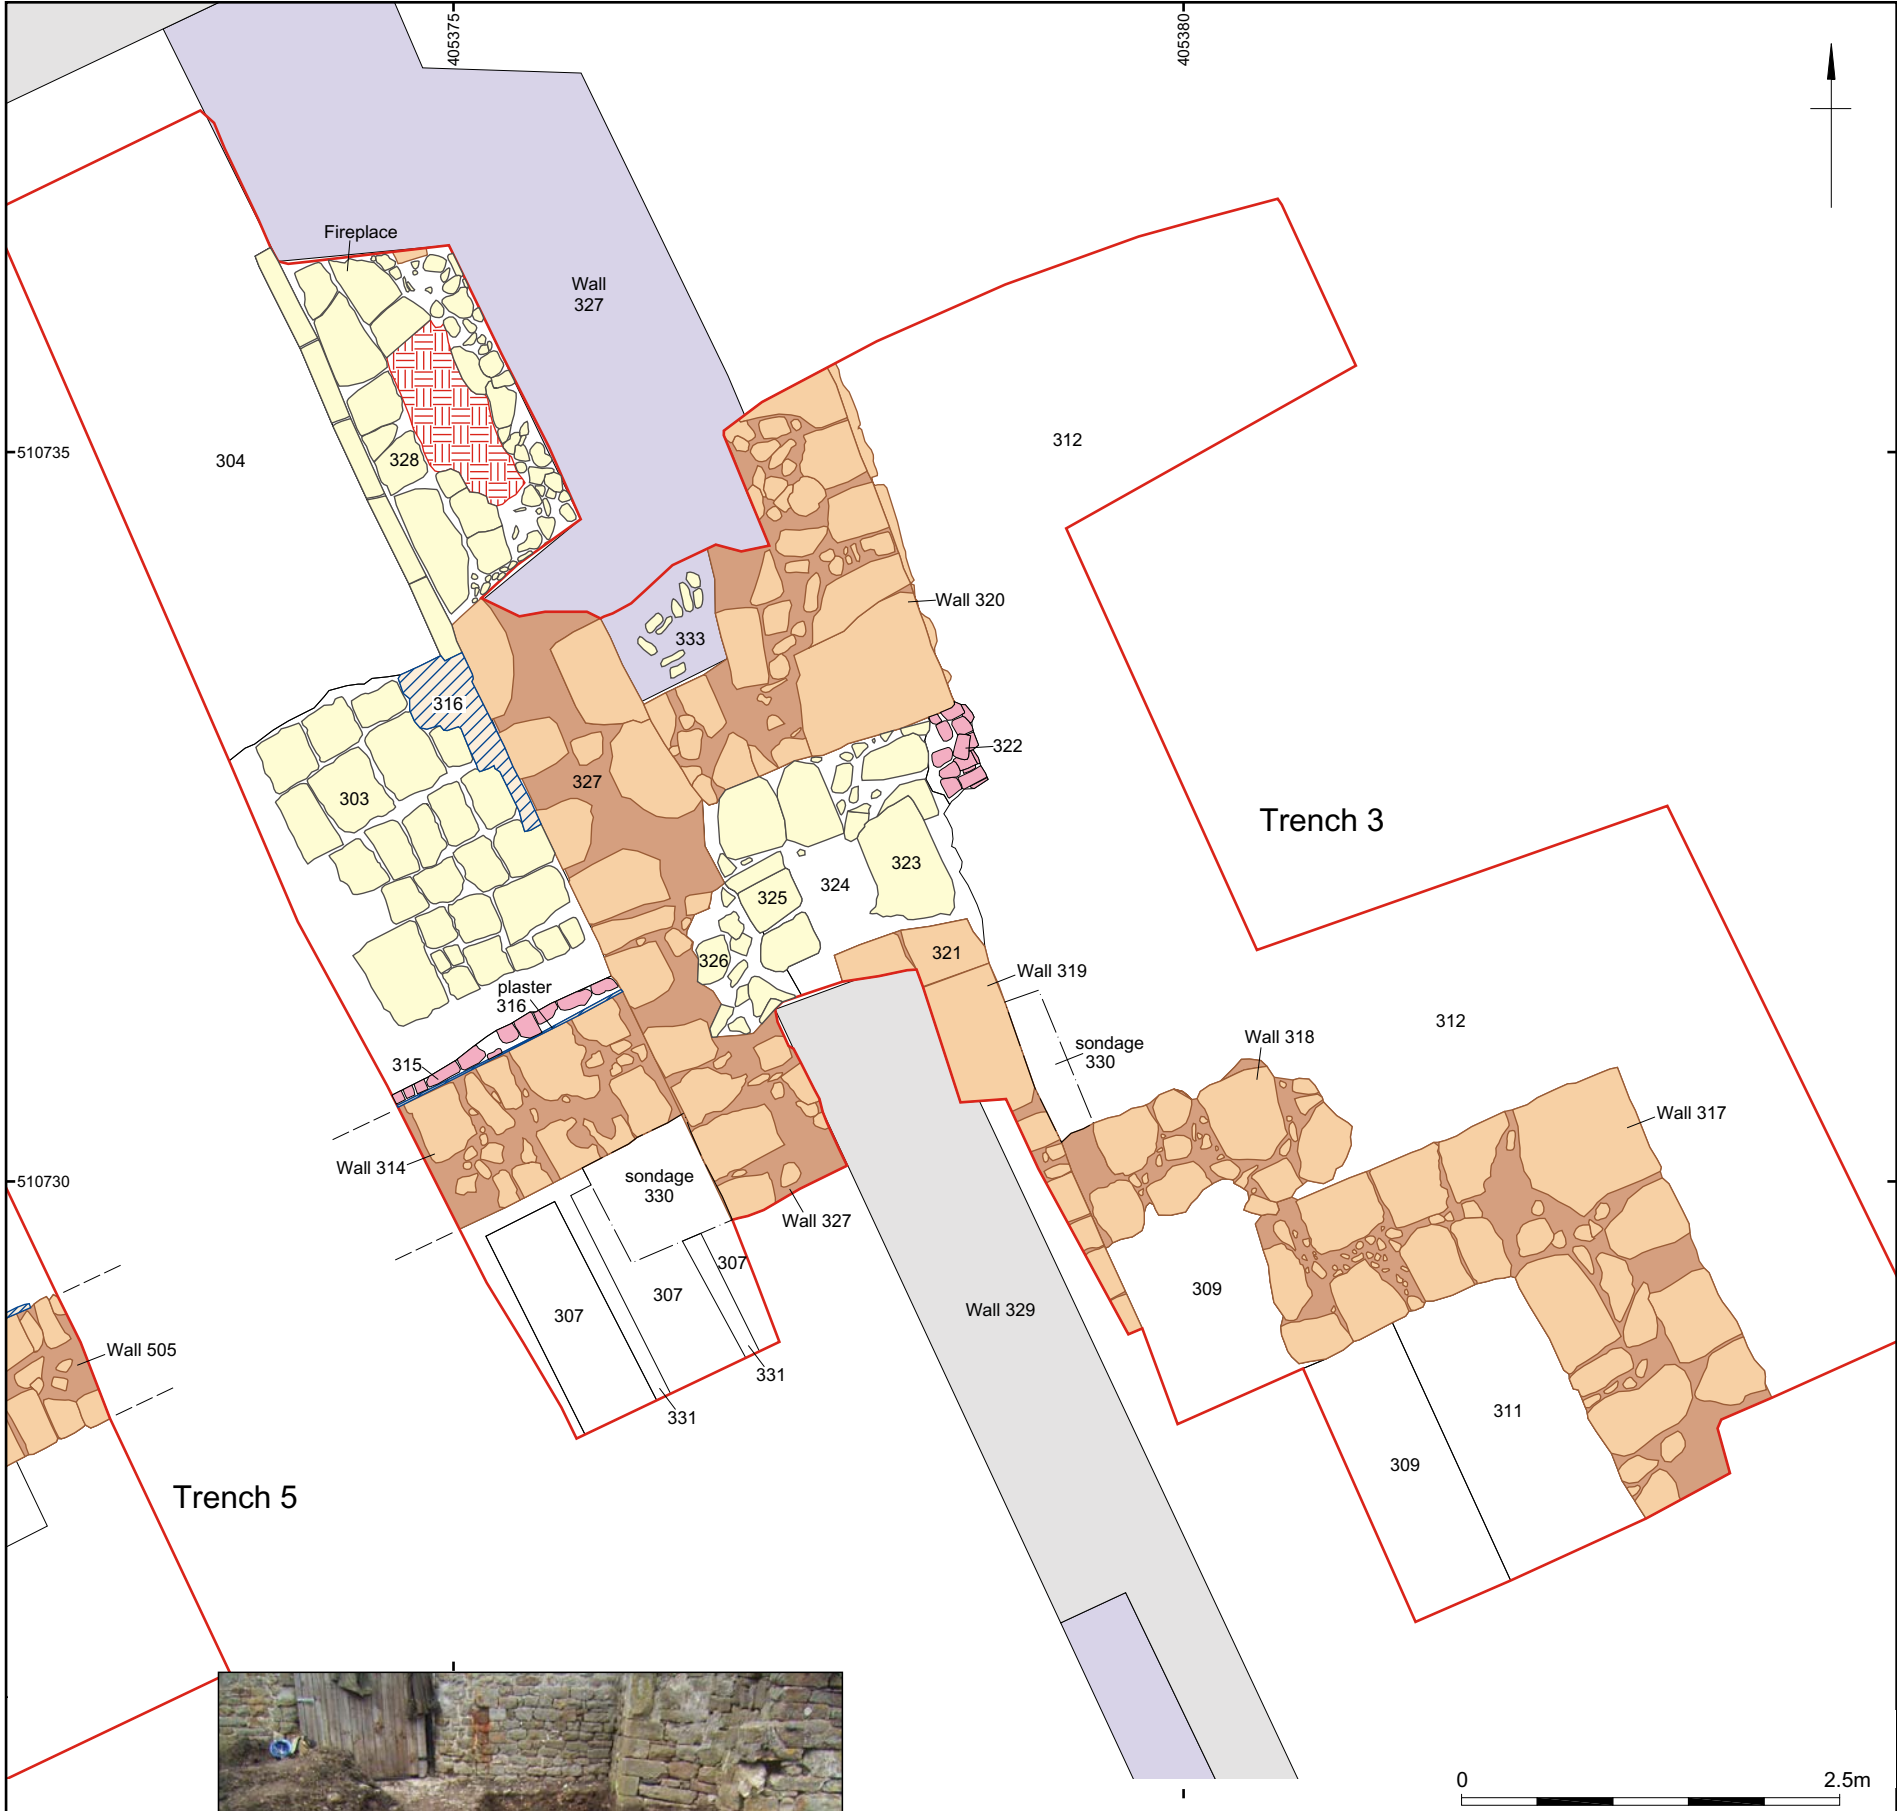 405375
405380
Fireplace
Wall
327
312
510735
304
328
Wall 320
333
316
322
327
303
Trench 3
323
324
325
321
326
Wall 319
plaster
316
312
sondage
330
Wall 318
315
Wall 317
Wall 314
sondage
330
510730
Wall 327
307
309
307
307
Wall 329
Wall 505
331
331
311
309
Trench 5
0
2.5m